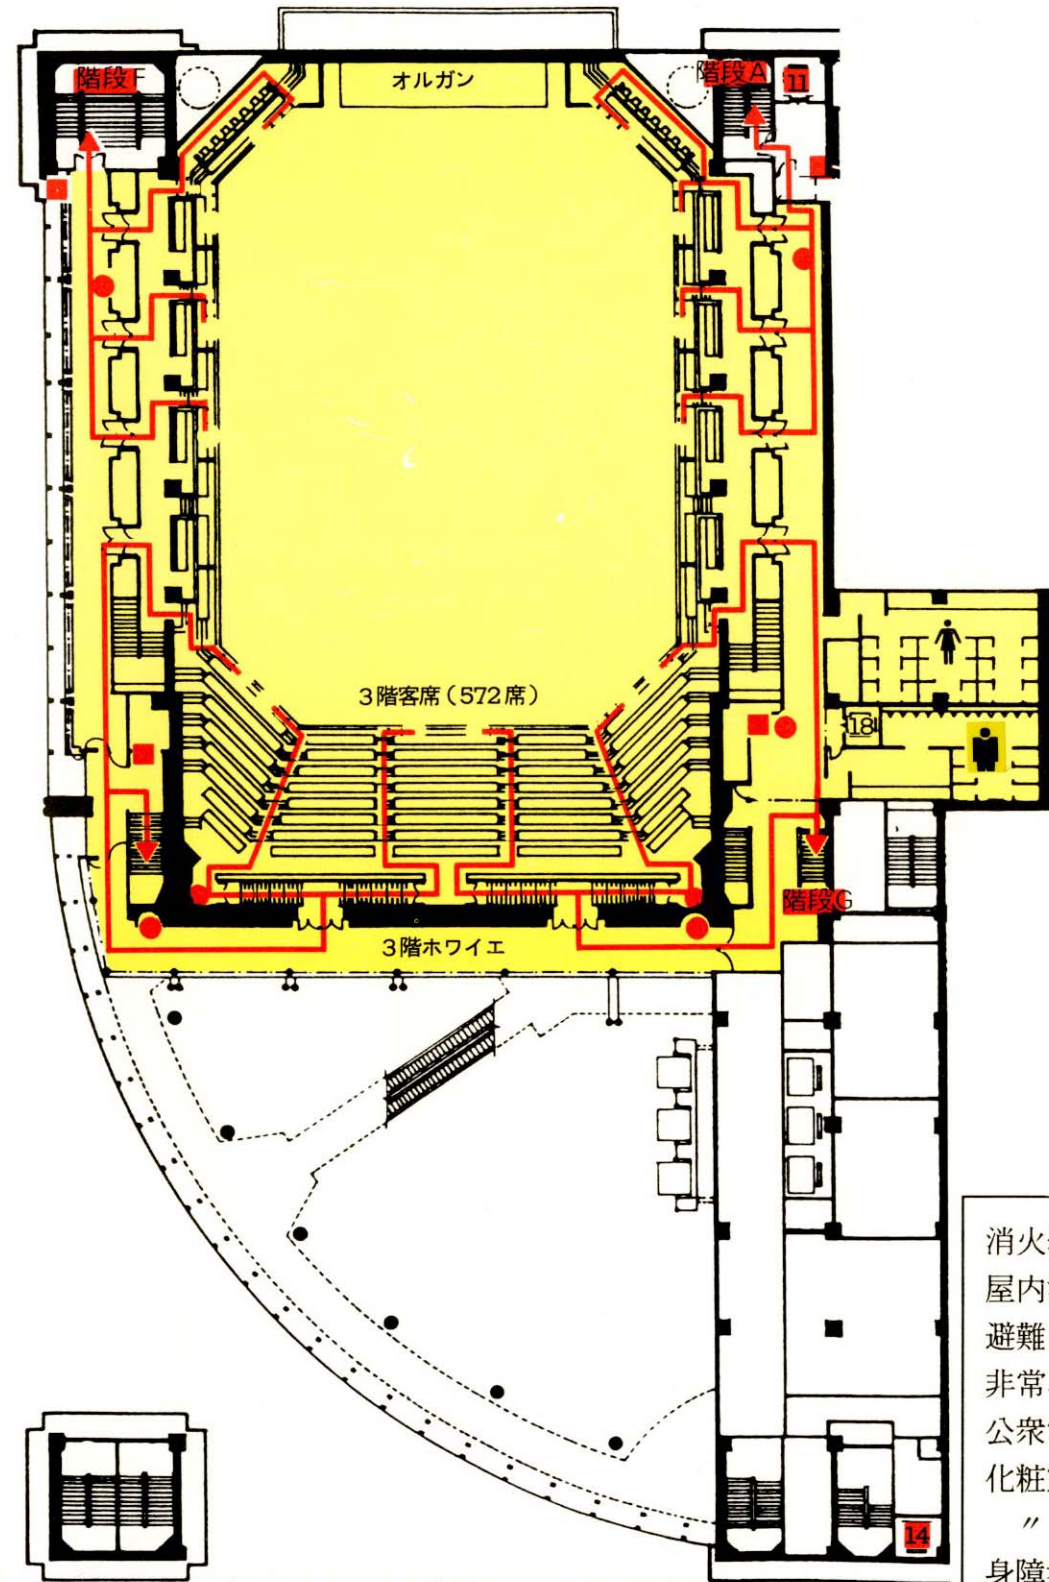 階段F
階段A
11
オルガン
3階客席(572席)
18
階段G
3階ホワイエ
消火
屋内
避難
非常
公衆
化粧
〃
14
身障